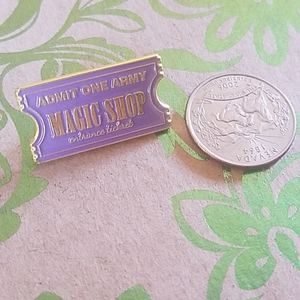 ADMIT ONE ARMY
MAGIC SHOP
entrance ticket
NEVADA
1864